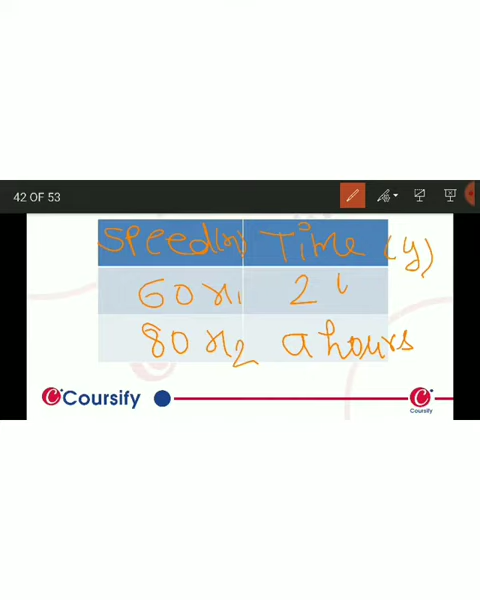 42 OF 53
Speed(x) Time (y)
60 x1 2
80 x2 a hours
Coursify
Coursify